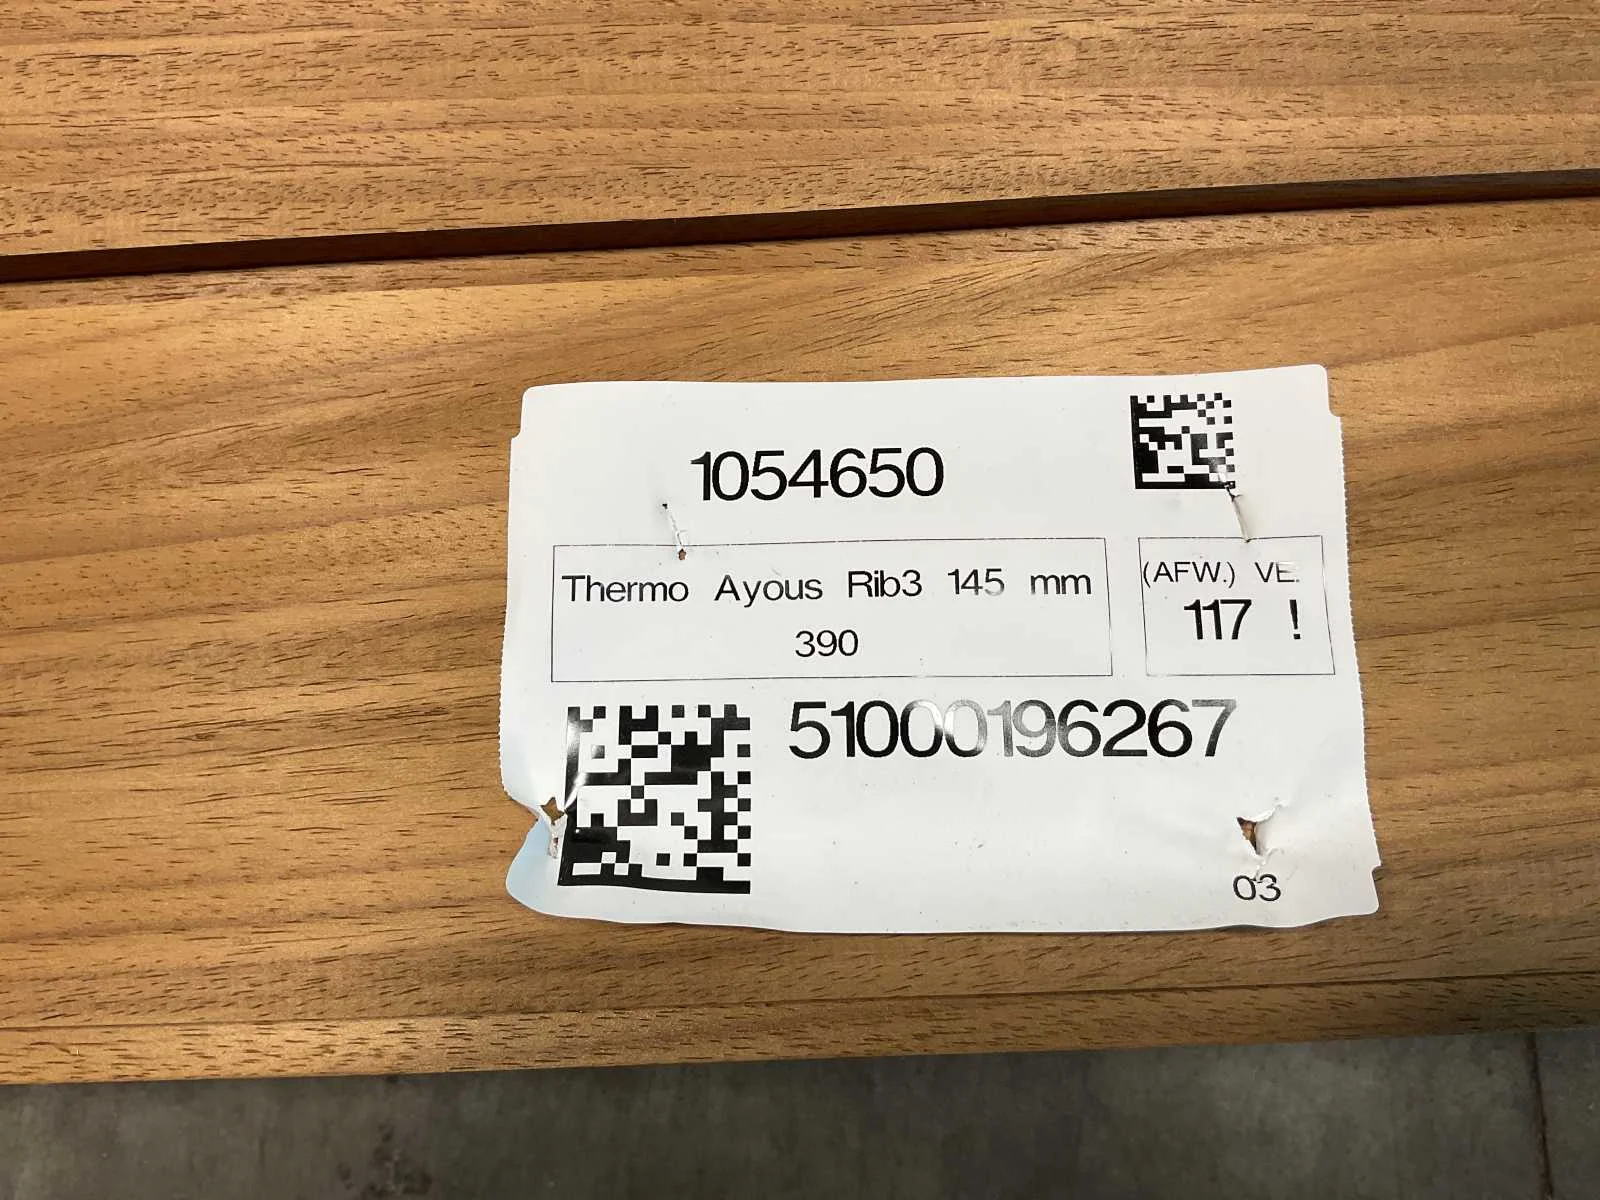 1054650
Thermo Ayous Rib3 145 mm
390
(AFW.) VE.
117 !
51000196267
03